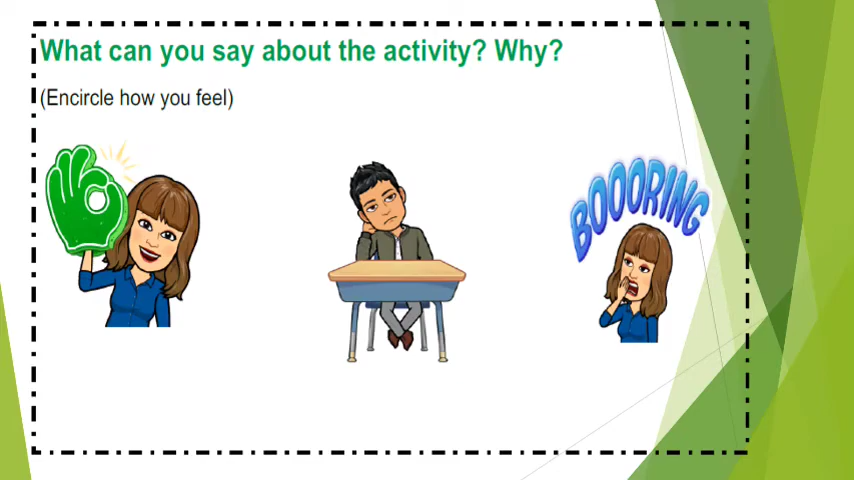 What can you say about the activity? Why?
(Encircle how you feel)
BOOORING